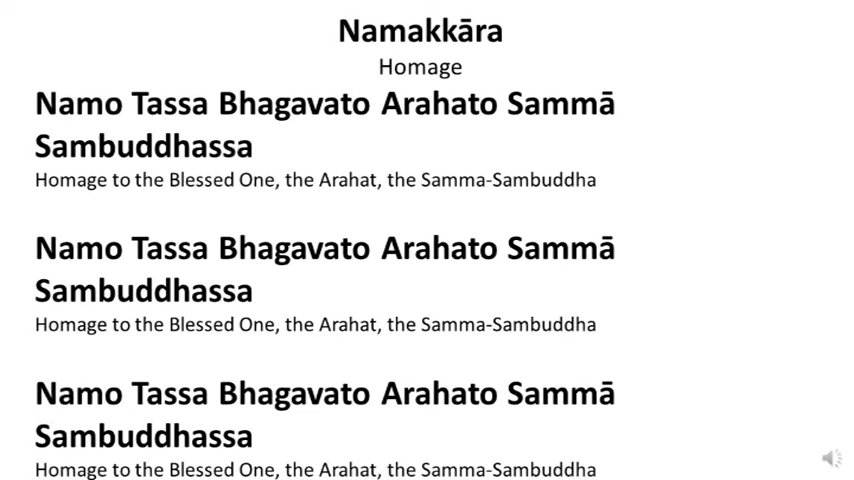 Namakkāra
Homage
Namo Tassa Bhagavato Arahato Sammā
Sambuddhassa
Homage to the Blessed One, the Arahat, the Samma-Sambuddha
Namo Tassa Bhagavato Arahato Sammā
Sambuddhassa
Homage to the Blessed One, the Arahat, the Samma-Sambuddha
Namo Tassa Bhagavato Arahato Sammā
Sambuddhassa
Homage to the Blessed One, the Arahat, the Samma-Sambuddha